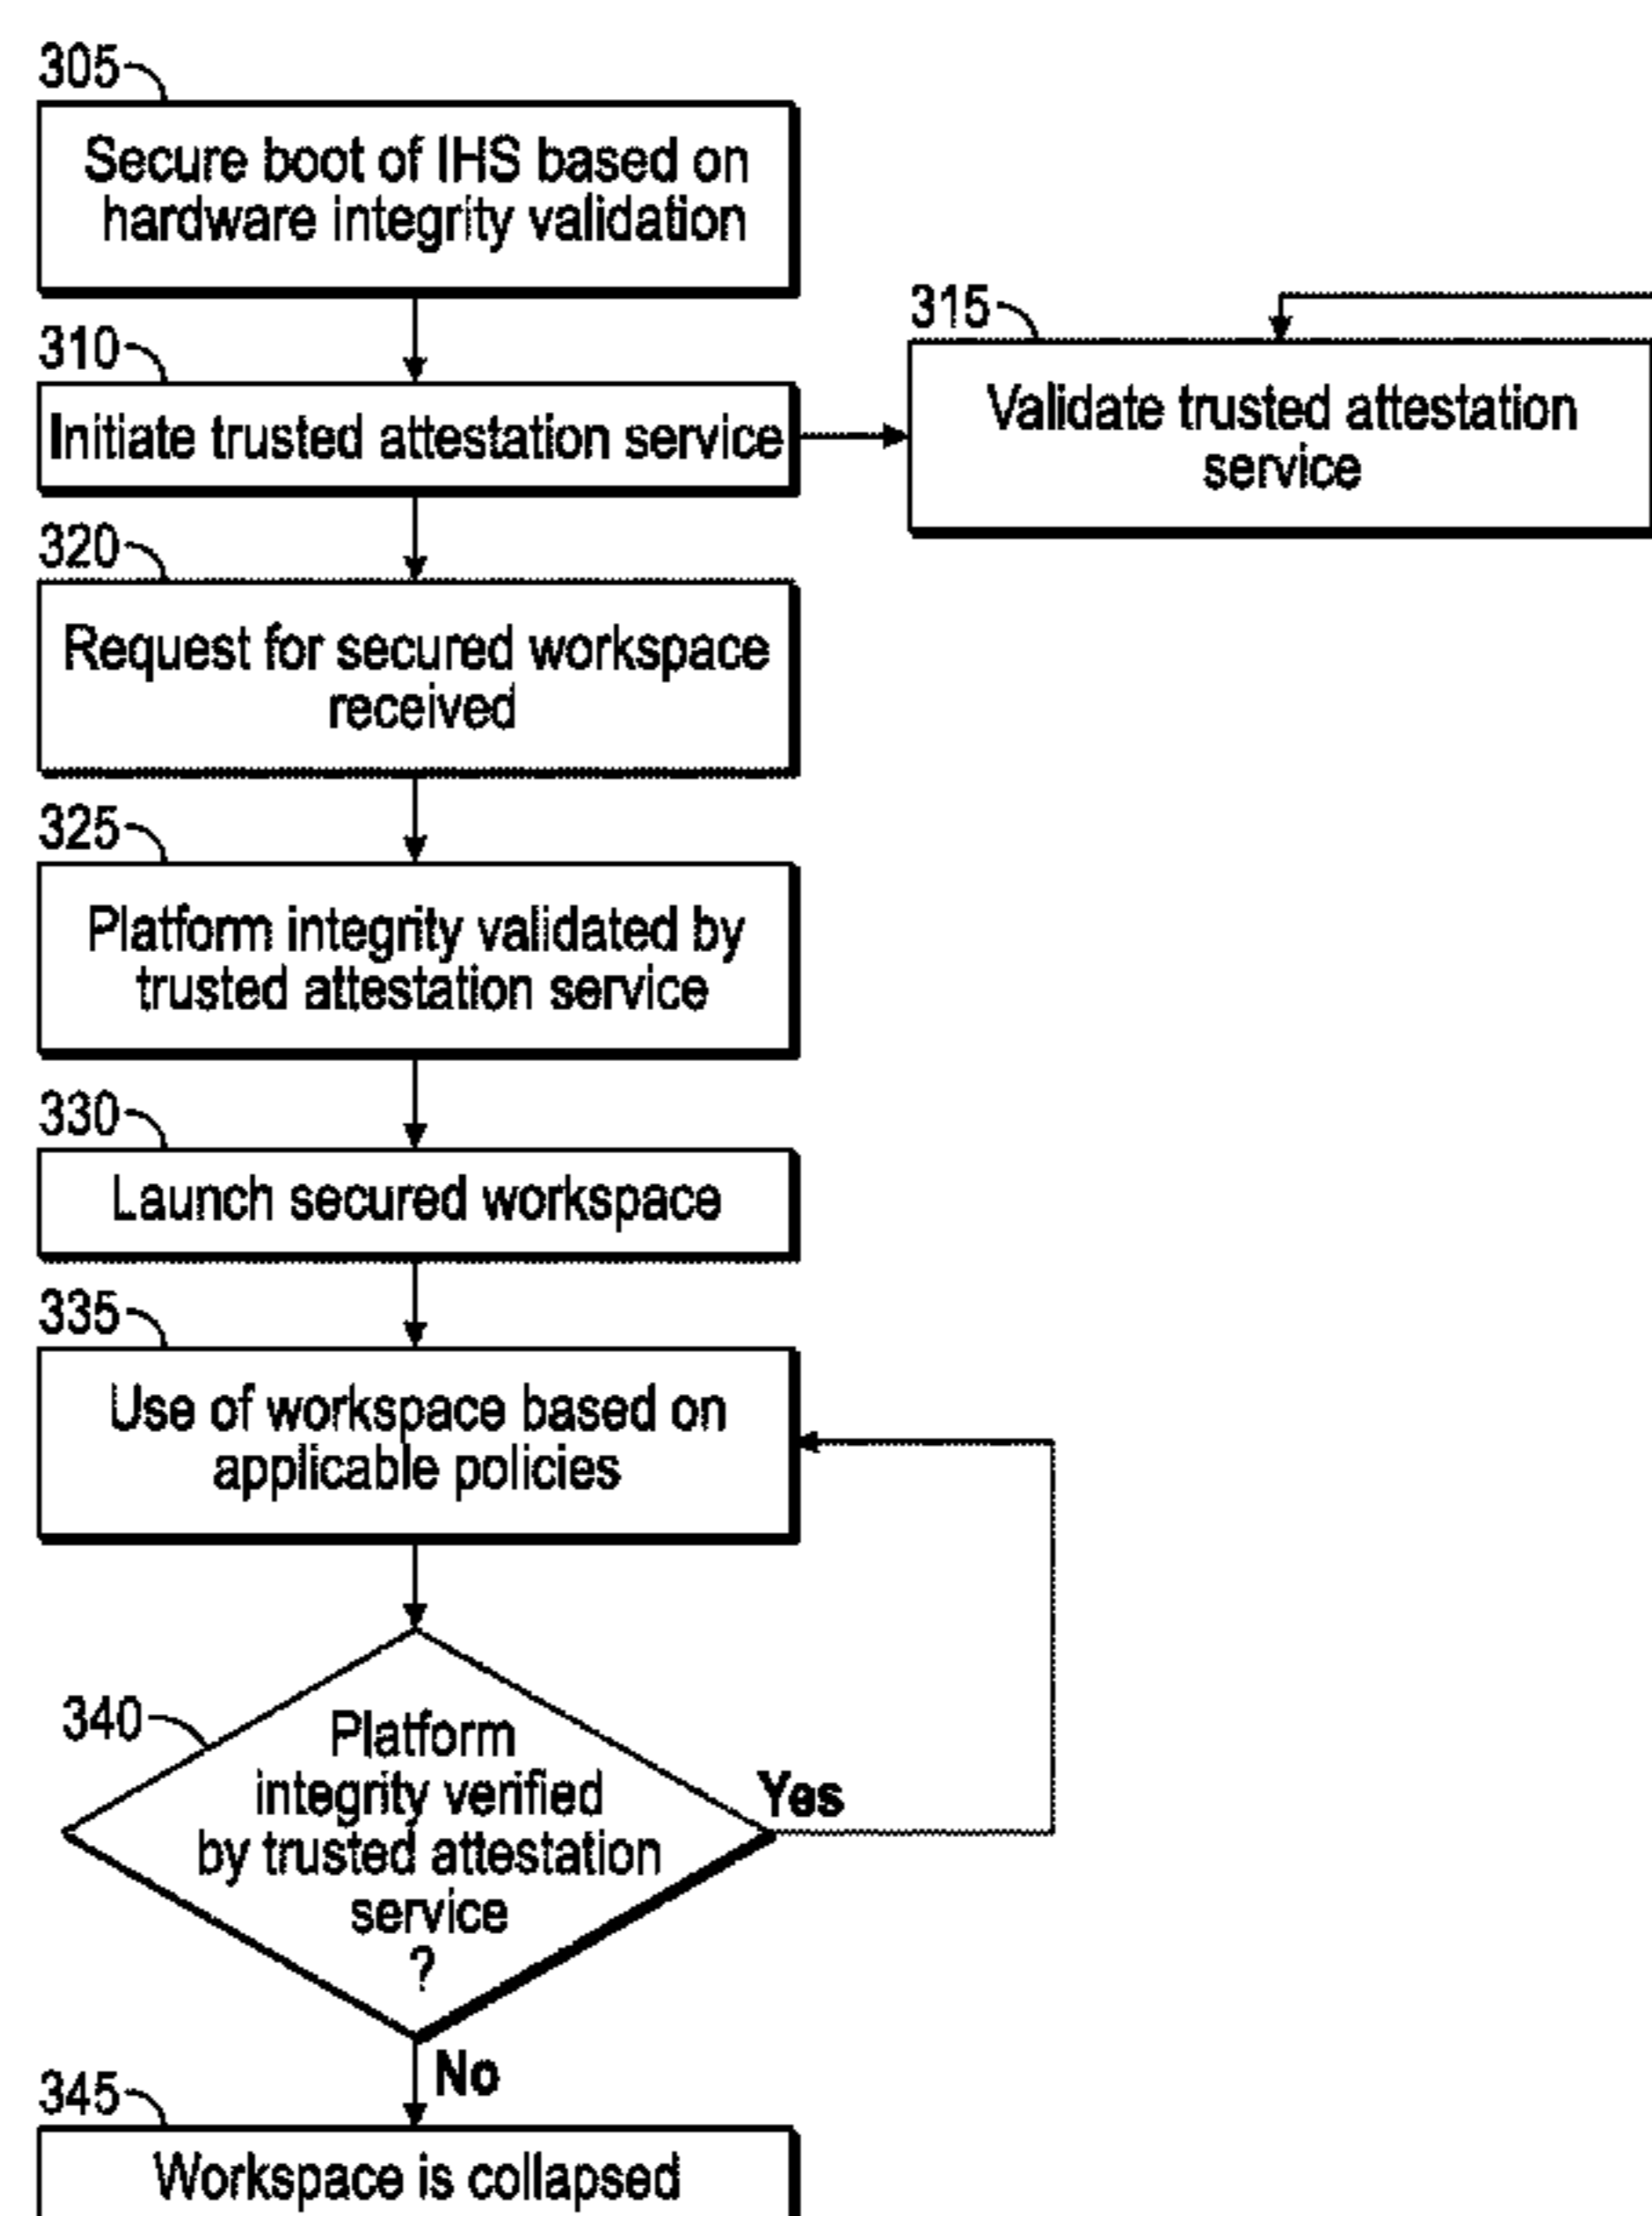 305
Secure boot of IHS based on
hardware integrity validation
310
Initiate trusted attestation service
315
Validate trusted attestation
service
320
Request for secured workspace
received
325
Platform integrity validated by
trusted attestation service
330
Launch secured workspace
335
Use of workspace based on
applicable policies
340
Platform
integrity verified
by trusted attestation
service
?
Yes
No
345
Workspace is collapsed